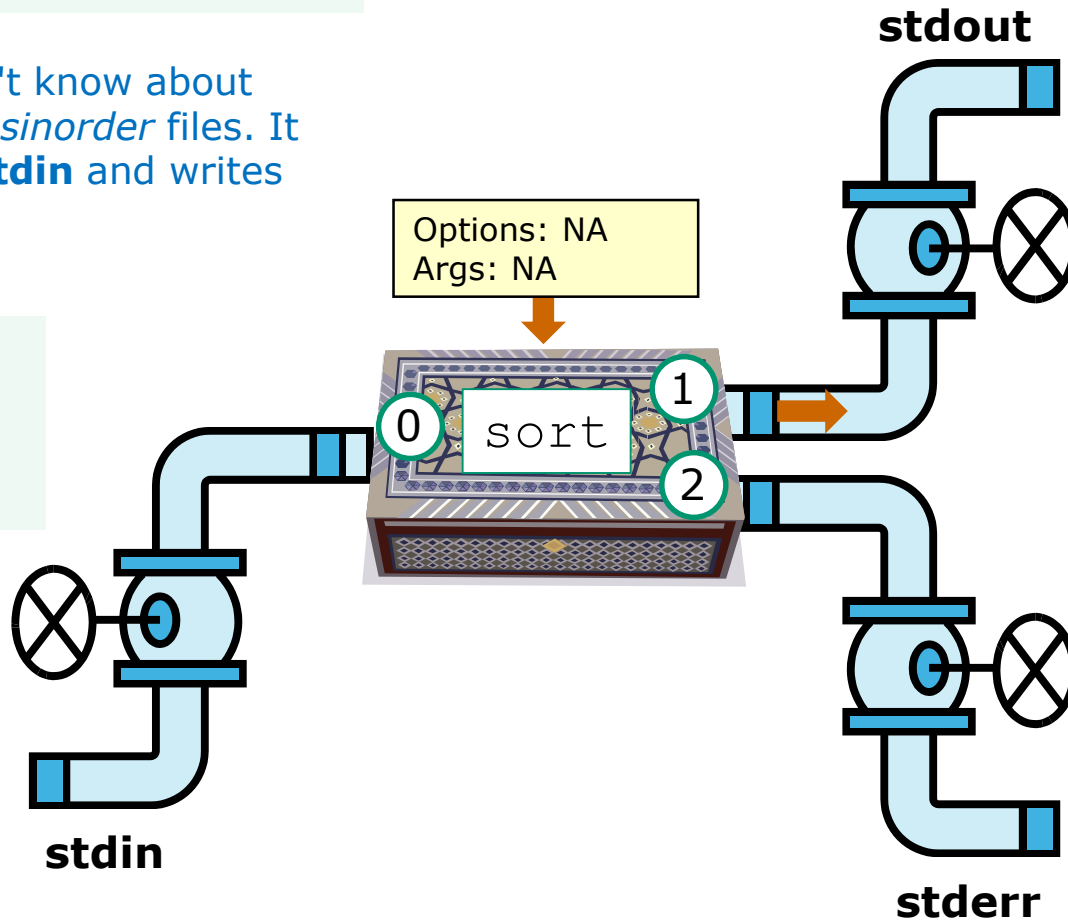 stdout
't know about
sinorder files. It
tdin and writes
Options: NA
Args: NA
0
sort
1
2
stdin
stderr